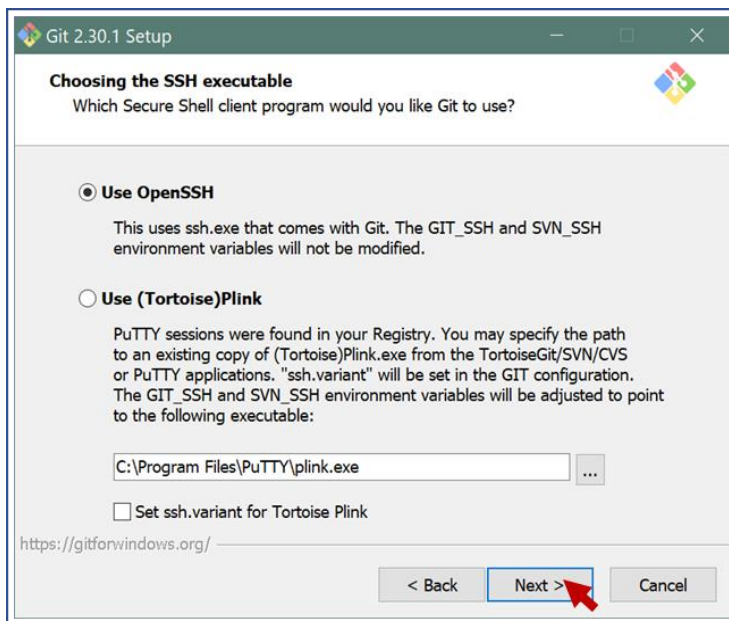 Git 2.30.1 Setup
Choosing the SSH executable
Which Secure Shell client program would you like Git to use?
Use OpenSSH
This uses ssh.exe that comes with Git. The GIT_SSH and SVN_SSH
environment variables will not be modified.
Use (Tortoise)Plink
PuTTY sessions were found in your Registry. You may specify the path
to an existing copy of (Tortoise)Plink.exe from the TortoiseGit/SVN/CVS
or PuTTY applications. "ssh.variant" will be set in the GIT configuration.
The GIT_SSH and SVN_SSH environment variables will be adjusted to point
to the following executable:
C:\Program Files\PuTTY\plink.exe ...
Set ssh.variant for Tortoise Plink
https://gitforwindows.org/
< Back Next > Cancel